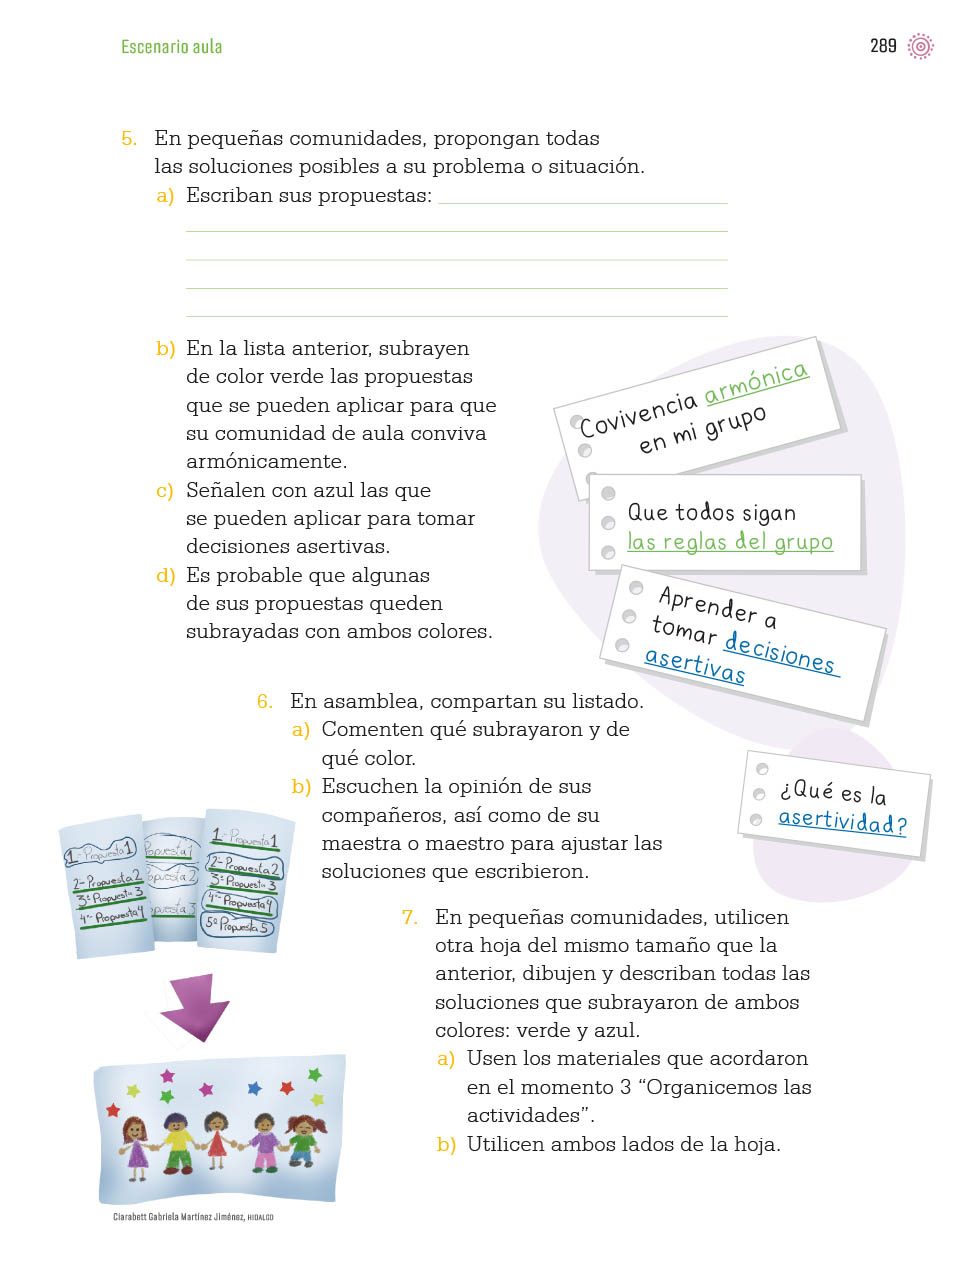 Escenario aula
289
5. En pequeñas comunidades, propongan todas
las soluciones posibles a su problema o situación.
a) Escriban sus propuestas:
b) En la lista anterior, subrayen
de color verde las propuestas
que se pueden aplicar para que
su comunidad de aula conviva
armónicamente.
c) Señalen con azul las que
se pueden aplicar para tomar
decisiones asertivas.
d) Es probable que algunas
de sus propuestas queden
subrayadas con ambos colores.
Covivencia armónica
en mi grupo
Que todos sigan
las reglas del grupo
Aprender a
tomar decisiones
asertivas
¿Qué es la
asertividad?
6. En asamblea, compartan su listado.
a) Comenten qué subrayaron y de
qué color.
b) Escuchen la opinión de sus
compañeros, así como de su
maestra o maestro para ajustar las
soluciones que escribieron.
1- Propuesta 1
2- Propuesta 2
3ª Propuesta 3
4ª- Propuesta 4
opuesta 1
opuesta 2
opuesta 3
1- Propuesta 1
2- Propuesta 2
3ª Propuesta 3
4ª- Propuesta 4
5ª Propuesta 5
7. En pequeñas comunidades, utilicen
otra hoja del mismo tamaño que la
anterior, dibujen y describan todas las
soluciones que subrayaron de ambos
colores: verde y azul.
a) Usen los materiales que acordaron
en el momento 3 “Organicemos las
actividades”.
b) Utilicen ambos lados de la hoja.
Ciarabett Gabriela Martínez Jiménez, HIDALGO